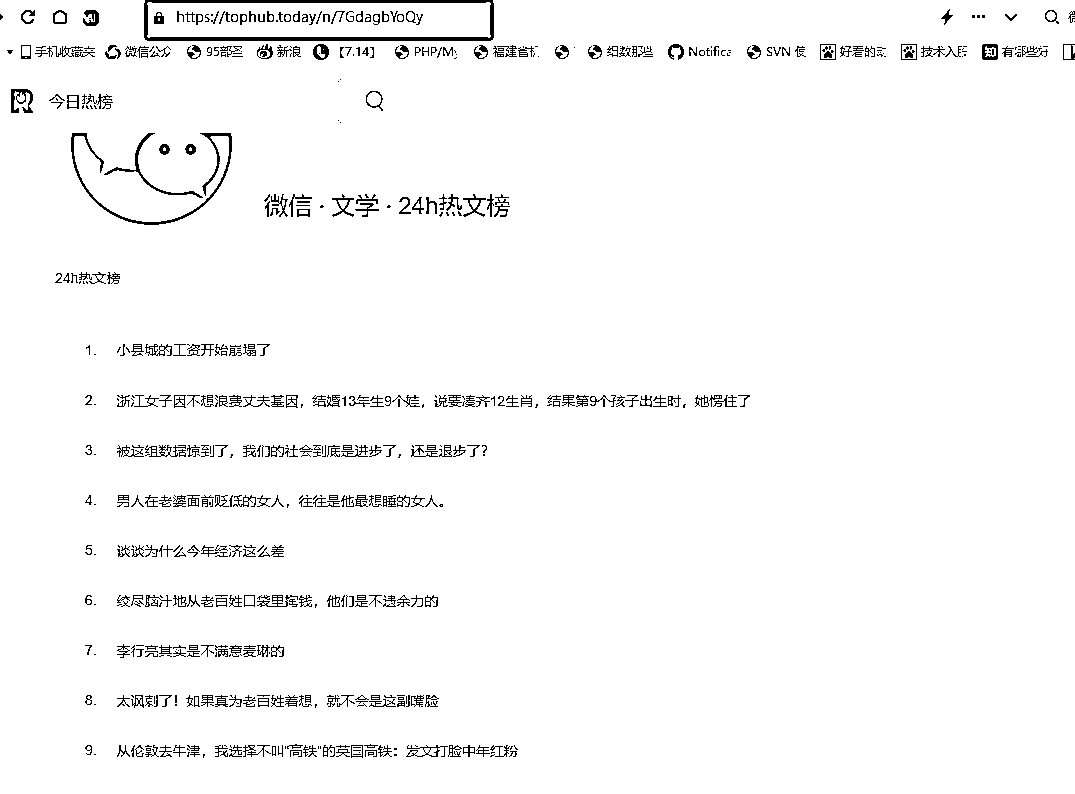 https://tophub.today/n/7GdagbYoQy
手机收藏夹 微信公众 95部圣 新浪 【7.14】 PHP/My 福建省机 细数那些 Notifica SVN 使 好看的动 技术入股 知 有哪些好
今日热榜
微信 · 文学 · 24h热文榜
24h热文榜
1. 小县城的工资开始崩塌了
2. 浙江女子因不想浪费丈夫基因，结婚13年生9个娃，说要凑齐12生肖，结果第9个孩子出生时，她愣住了
3. 被这组数据惊到了，我们的社会到底是进步了，还是退步了？
4. 男人在老婆面前贬低的女人，往往是他最想睡的女人。
5. 谈谈为什么今年经济这么差
6. 绞尽脑汁地从老百姓口袋里掏钱，他们是不遗余力的
7. 李行亮其实是不满意麦琳的
8. 太讽刺了！如果真为老百姓着想，就不会是这副嘴脸
9. 从伦敦去牛津，我选择不叫“高铁”的英国高铁：发文打脸中年红粉